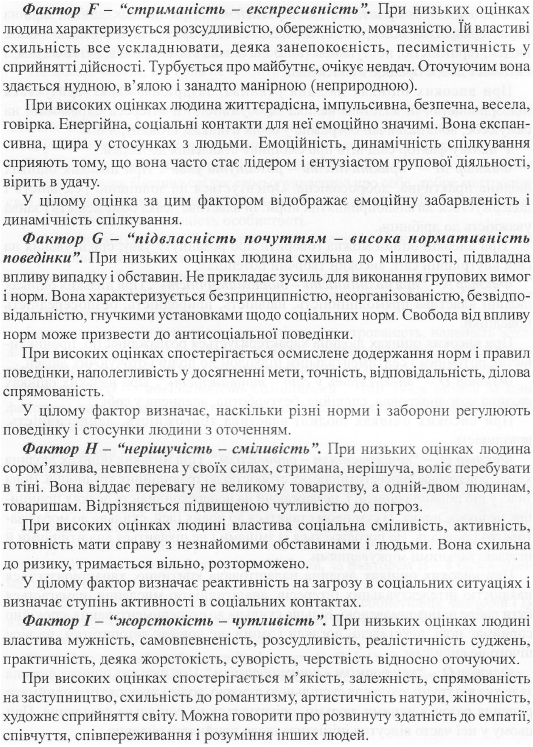 Фактор F – “стриманість – експресивність”. При низьких оцінках
людина характеризується розсудливістю, обережністю, мовчазністю. Їй властиві
схильність все ускладнювати, деяка занепокоєність, песимістичність у
сприйнятті дійсності. Турбується про майбутнє, очікує невдач. Оточуючим вона
здається нудною, в’ялою і занадто манірною (неприродною).
При високих оцінках людина життєрадісна, імпульсивна, безпечна, весела,
говірка. Енергійна, соціальні контакти для неї емоційно значимі. Вона експан-
сивна, щира у стосунках з людьми. Емоційність, динамічність спілкування
сприяють тому, що вона часто стає лідером і ентузіастом групової діяльності,
вірить в удачу.
У цілому оцінка за цим фактором відображає емоційну забарвленість і
динамічність спілкування.
Фактор G – “підвласність почуттям – висока нормативність
поведінки”. При низьких оцінках людина схильна до мінливості, підвладна
впливу випадку і обставин. Не прикладає зусиль для виконання групових вимог
і норм. Вона характеризується безпринципністю, неорганізованістю, безвідпо-
відальністю, гнучкими установками щодо соціальних норм. Свобода від впливу
норм може призвести до антисоціальної поведінки.
При високих оцінках спостерігається осмислене додержання норм і правил
поведінки, наполегливість у досягненні мети, точність, відповідальність, ділова
спрямованість.
У цілому фактор визначає, наскільки різні норми і заборони регулюють
поведінку і стосунки людини з оточенням.
Фактор H – “нерішучість – сміливість”. При низьких оцінках людина
сором’язлива, невпевнена у своїх силах, стримана, нерішуча, воліє перебувати
в тіні. Вона віддає перевагу не великому товариству, а одній-двом людинам,
товаришам. Відрізняється підвищеною чутливістю до погроз.
При високих оцінках людині властива соціальна сміливість, активність,
готовність мати справу з незнайомими обставинами і людьми. Вона схильна
до ризику, тримається вільно, розторможено.
У цілому фактор визначає реактивність на загрозу в соціальних ситуаціях і
визначає ступінь активності в соціальних контактах.
Фактор I – “жорстокість – чутливість”. При низьких оцінках людині
властива мужність, самовпевненість, розсудливість, реалістичність суджень,
практичність, деяка жорстокість, суворість, черствість відносно оточуючих.
При високих оцінках спостерігається м’якість, залежність, спрямованість
на заступництво, схильність до романтизму, артистичність натури, жіночність,
художнє сприйняття світу. Можна говорити про розвинуту здатність до емпатії,
співчуття, співпереживання і розуміння інших людей.